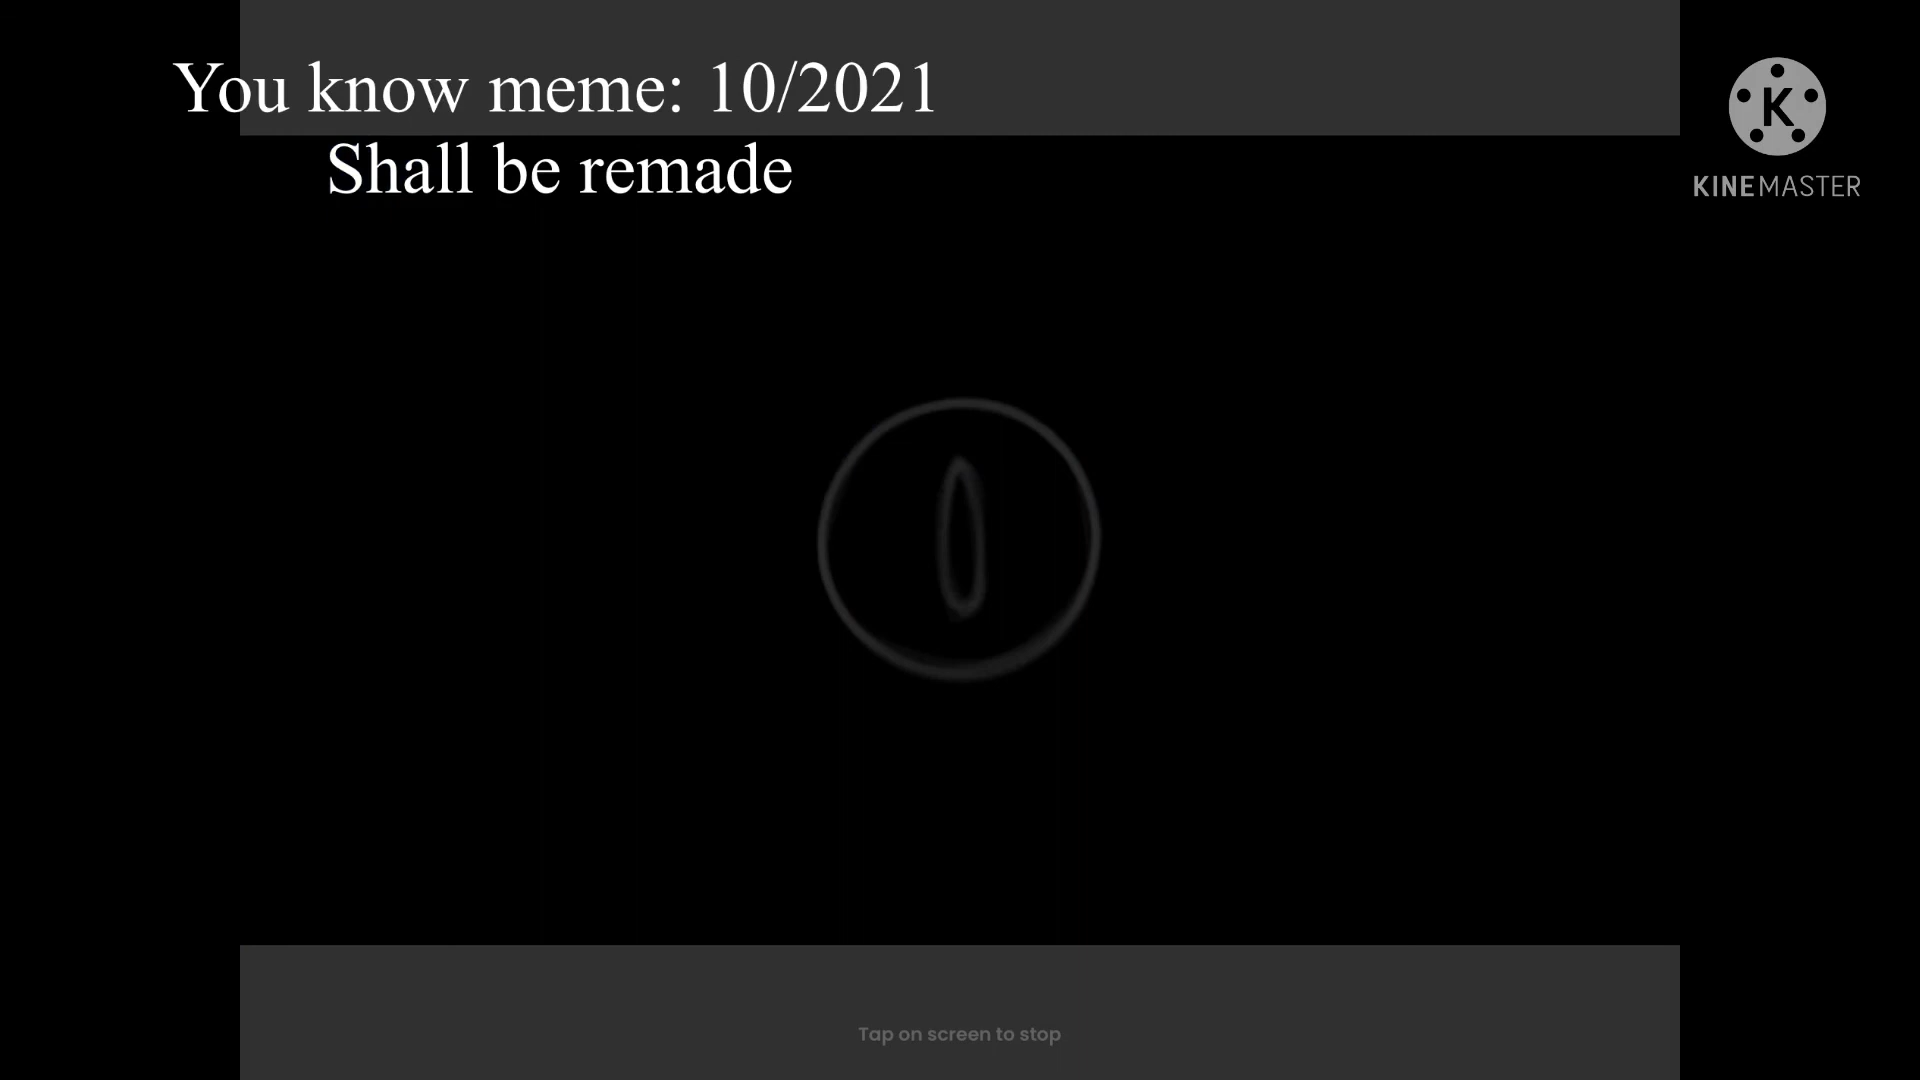 You know meme: 10/2021
Shall be remade
K
KINEMASTER
Tap on screen to stop